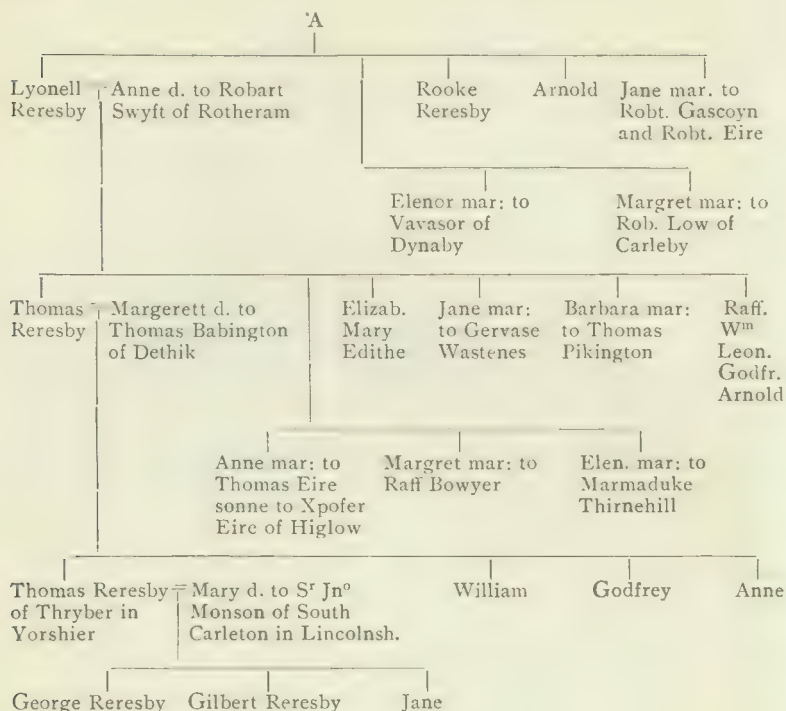 'A
Lyonell
Reresby
Anne d. to Robart
Swyft of Rotheram
Rooke
Reresby
Arnold
Jane mar. to
Robt. Gascoyn
and Robt. Eire
Elenor mar: to
Vavasor of
Dynaby
Margret mar: to
Rob. Low of
Carleby
Thomas
Reresby
Margerett d. to
Thomas Babington
of Dethik
Elizab.
Mary
Edithe
Jane mar:
to Gervase
Wastenes
Barbara mar:
to Thomas
Pikington
Raff.
Wᵐ
Leon.
Godfr.
Arnold
Anne mar: to
Thomas Eire
sonne to Xpofer
Eire of Higlow
Margret mar: to
Raff Bowyer
Elen. mar: to
Marmaduke
Thirnehill
Thomas Reresby
of Thryber in
Yorshier
Mary d. to Sʳ Jnᵒ
Monson of South
Carleton in Lincolnsh.
William
Godfrey
Anne
George Reresby
Gilbert Reresby
Jane